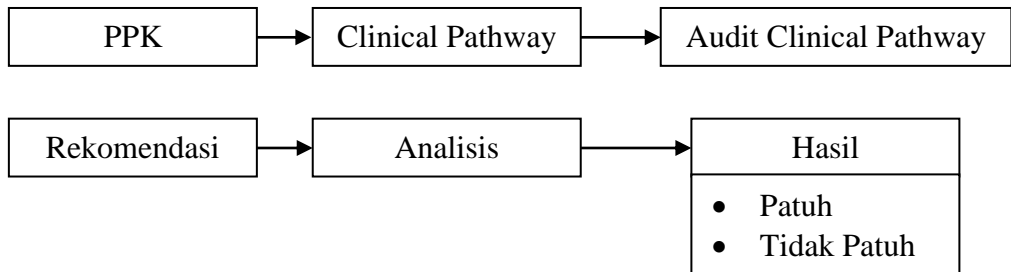 PPK
Clinical Pathway
Audit Clinical Pathway
Rekomendasi
Analisis
Hasil
• Patuh
• Tidak Patuh